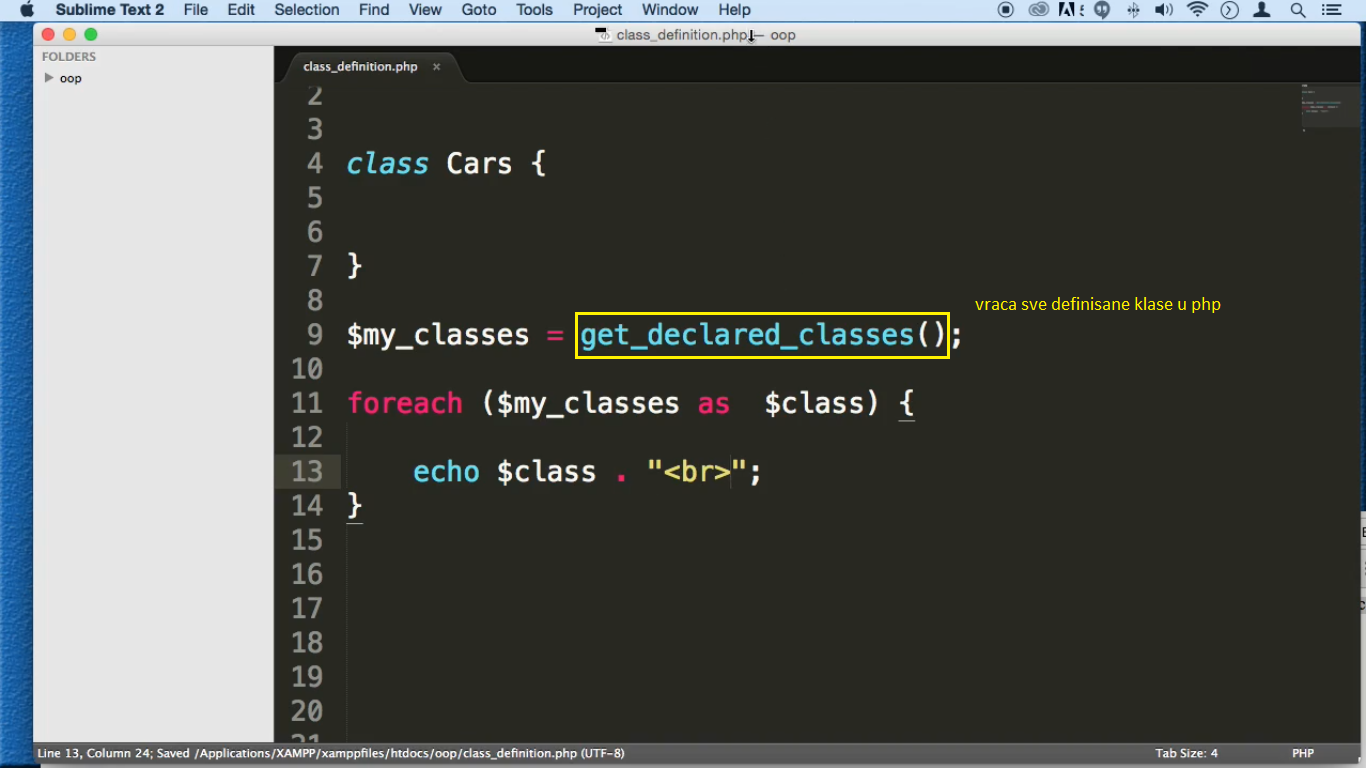 Sublime Text 2 File Edit Selection Find View Goto Tools Project Window Help
class_definition.php — oop
FOLDERS
oop
class_definition.php ×
2
3
4 class Cars {
5
6
7 }
8
vraca sve definisane klase u php
9 $my_classes = get_declared_classes();
10
11 foreach ($my_classes as  $class) {
12
13     echo $class . "<br>";
14 }
15
16
17
18
19
20
21
Line 13, Column 24; Saved /Applications/XAMPP/xamppfiles/htdocs/oop/class_definition.php (UTF-8) Tab Size: 4 PHP